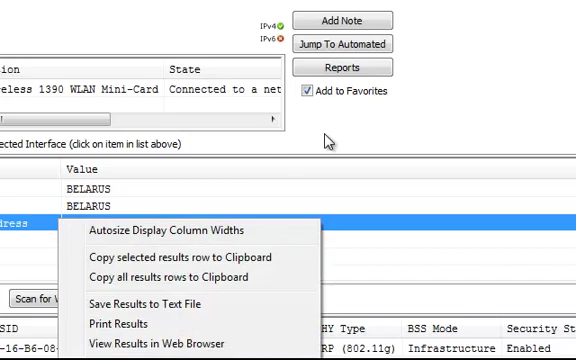 IPv4
IPv6
Add Note
Jump To Automated
Reports
Add to Favorites
ion State
reless 1390 WLAN Mini-Card Connected to a net
ected Interface (click on item in list above)
Value
BELARUS
BELARUS
dress
Autosize Display Column Widths
Copy selected results row to Clipboard
Copy all results rows to Clipboard
Save Results to Text File
Print Results
View Results in Web Browser
Scan for W
SID HY Type BSS Mode Security St
-16-B6-08- RP (802.11g) Infrastructure Enabled